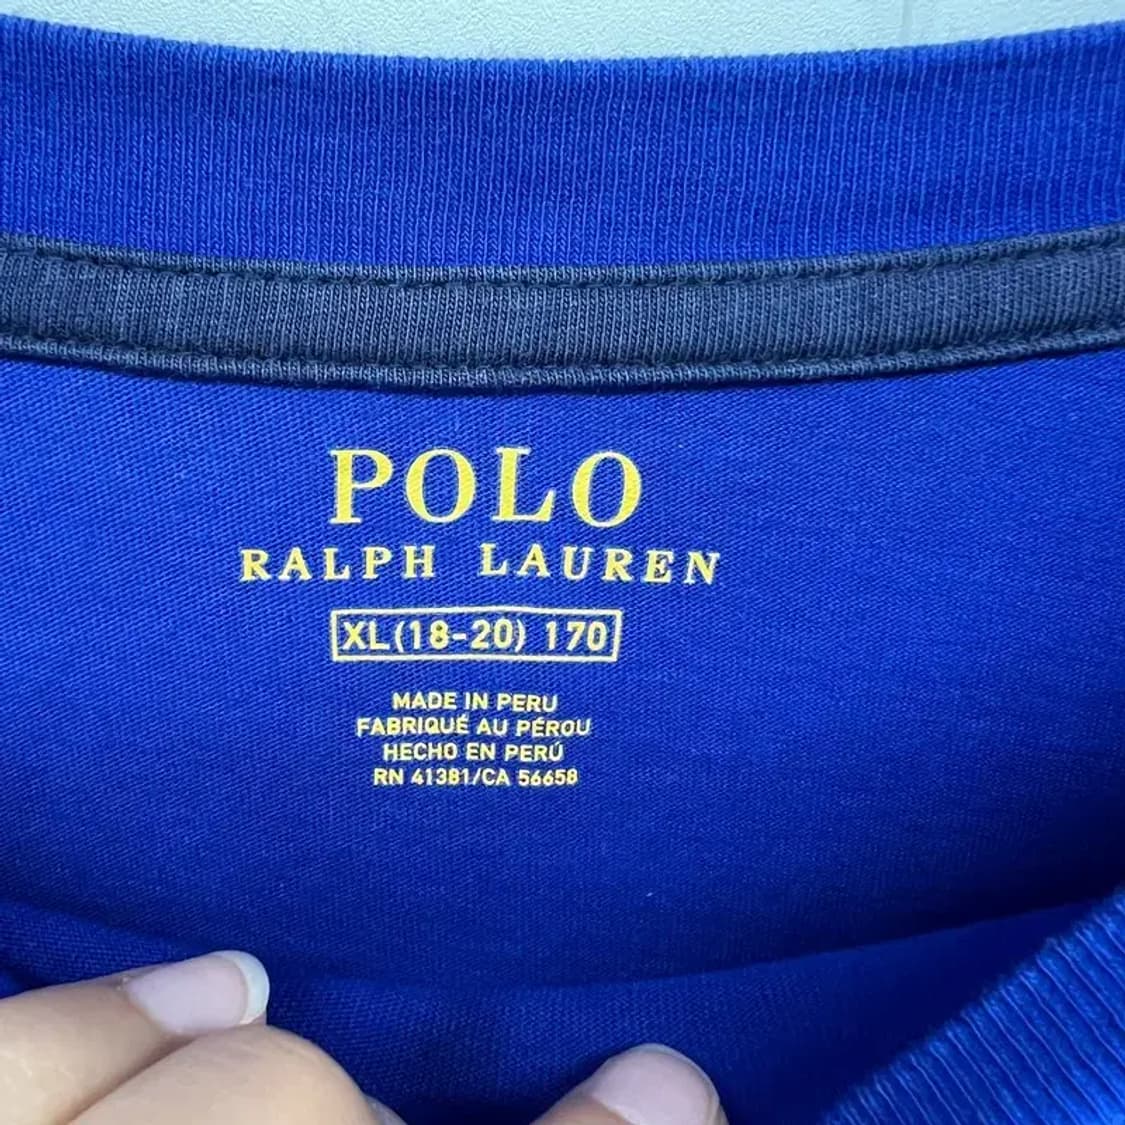 POLO
RALPH LAUREN
XL(18-20) 170
MADE IN PERU
FABRIQUÉ AU PÉROU
HECHO EN PERÚ
RN 41381/CA 56658